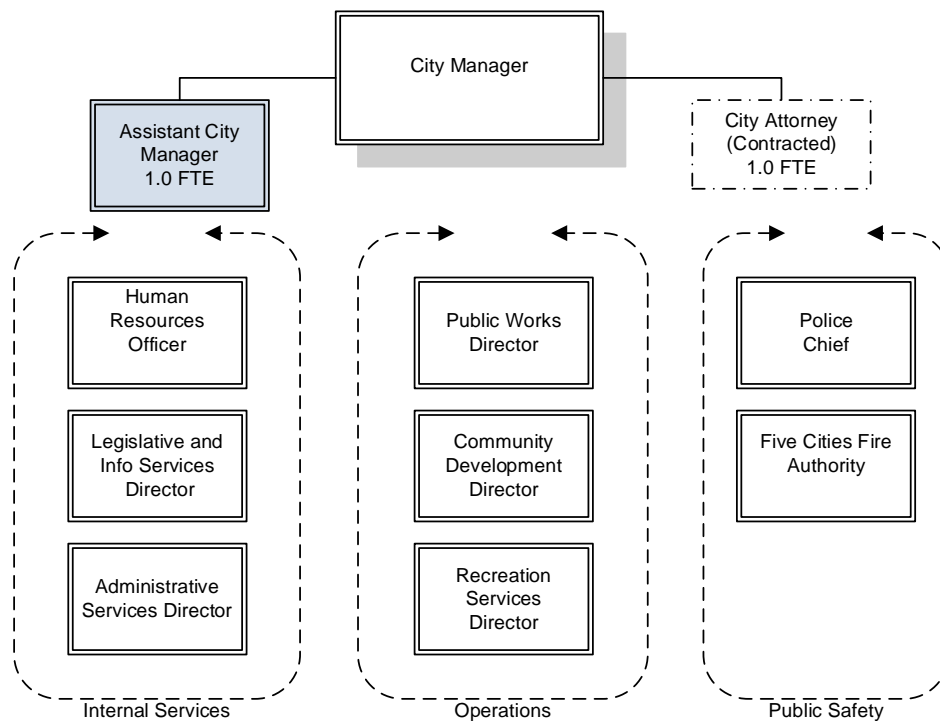 City Manager
Assistant City
Manager
1.0 FTE
City Attorney
(Contracted)
1.0 FTE
Human
Resources
Officer
Legislative and
Info Services
Director
Administrative
Services Director
Internal Services
Public Works
Director
Community
Development
Director
Recreation
Services
Director
Operations
Police
Chief
Five Cities Fire
Authority
Public Safety